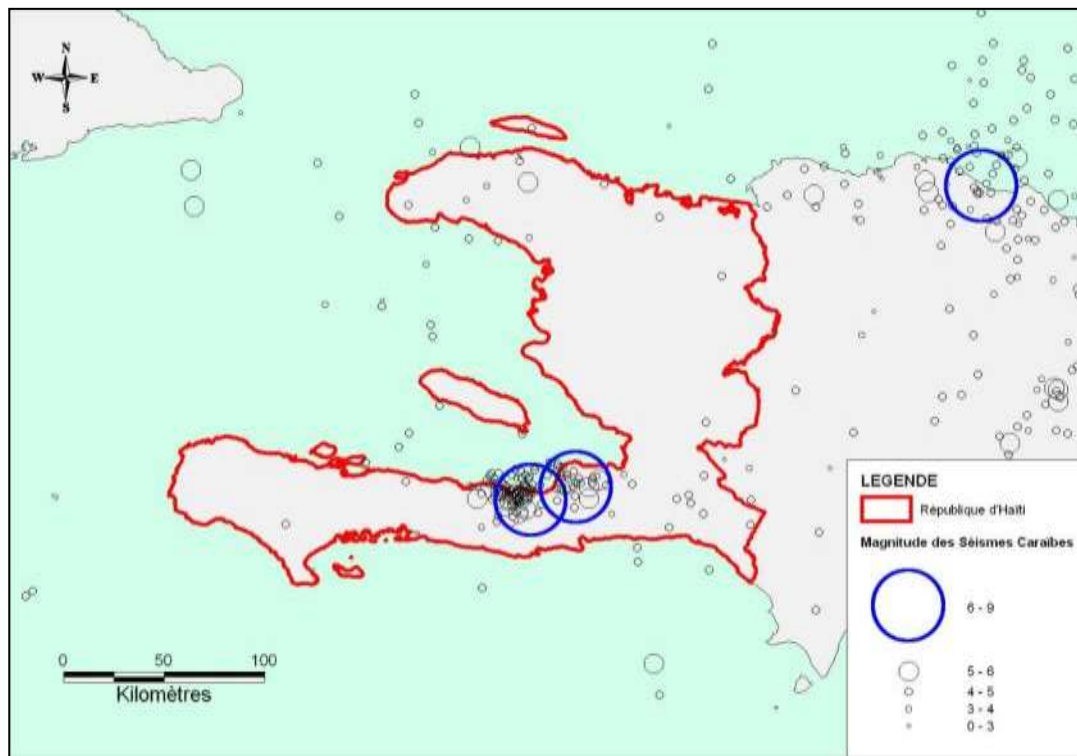 N
W E
S
LEGENDE
République d'Haïti
Magnitude des Séismes Caraïbes
6 - 9
5 - 6
4 - 5
3 - 4
0 - 3
0 50 100
Kilomètres